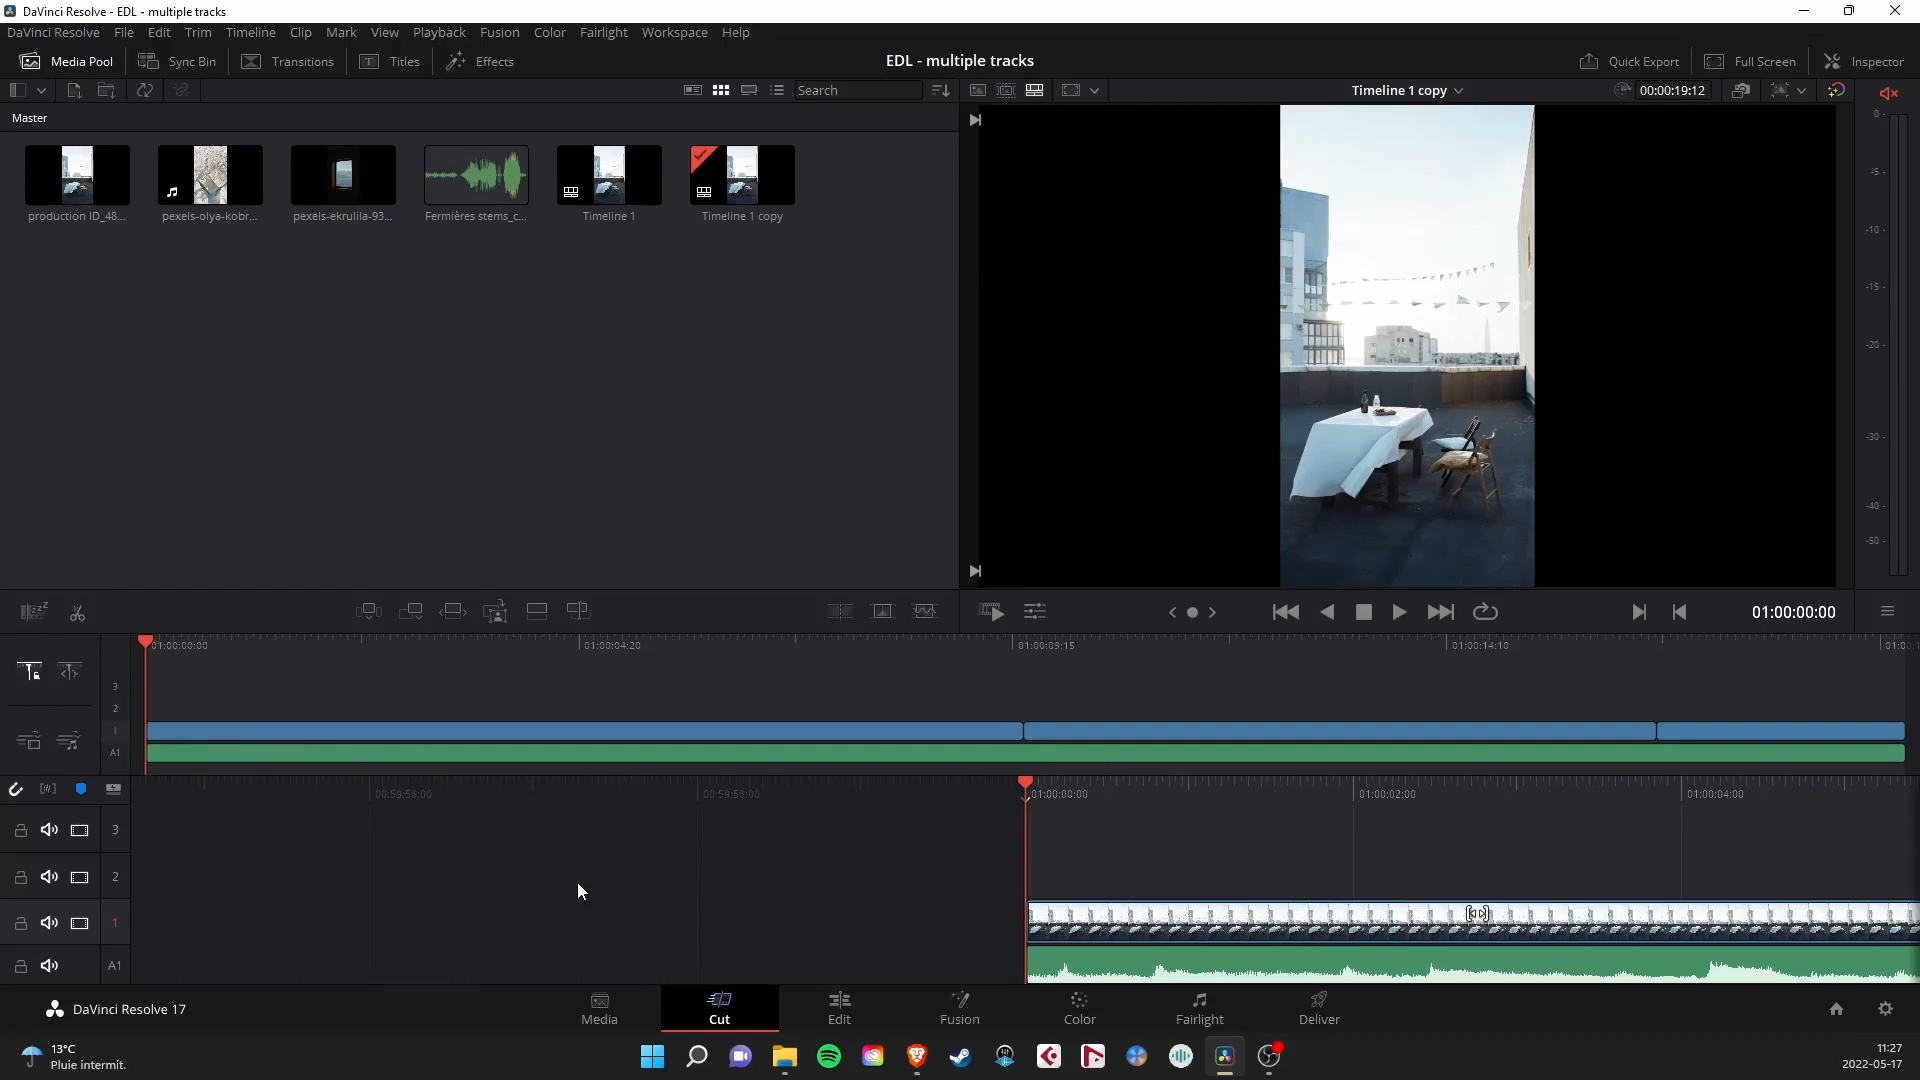 DaVinci Resolve - EDL - multiple tracks
DaVinci Resolve File Edit Trim Timeline Clip Mark View Playback Fusion Color Fairlight Workspace Help
Media Pool Sync Bin Transitions Titles Effects EDL - multiple tracks Quick Export Full Screen Inspector
Search Timeline 1 copy 00:00:19:12
Master
production ID_48... pexels-olya-kobr... pexels-ekrulila-93... Fermières stems_c... Timeline 1 Timeline 1 copy
0
-5
-10
-15
-20
-30
-40
-50
01:00:00:00
01:00:00:00 01:00:04:20 01:00:09:15 01:00:14:10
3
2
1
A1
00:59:56:00 00:59:58:00 01:00:00:00 01:00:02:00 01:00:04:00
3
2
1
A1
DaVinci Resolve 17 Media Cut Edit Fusion Color Fairlight Deliver
13°C
Pluie intermit.
11:27
2022-05-17